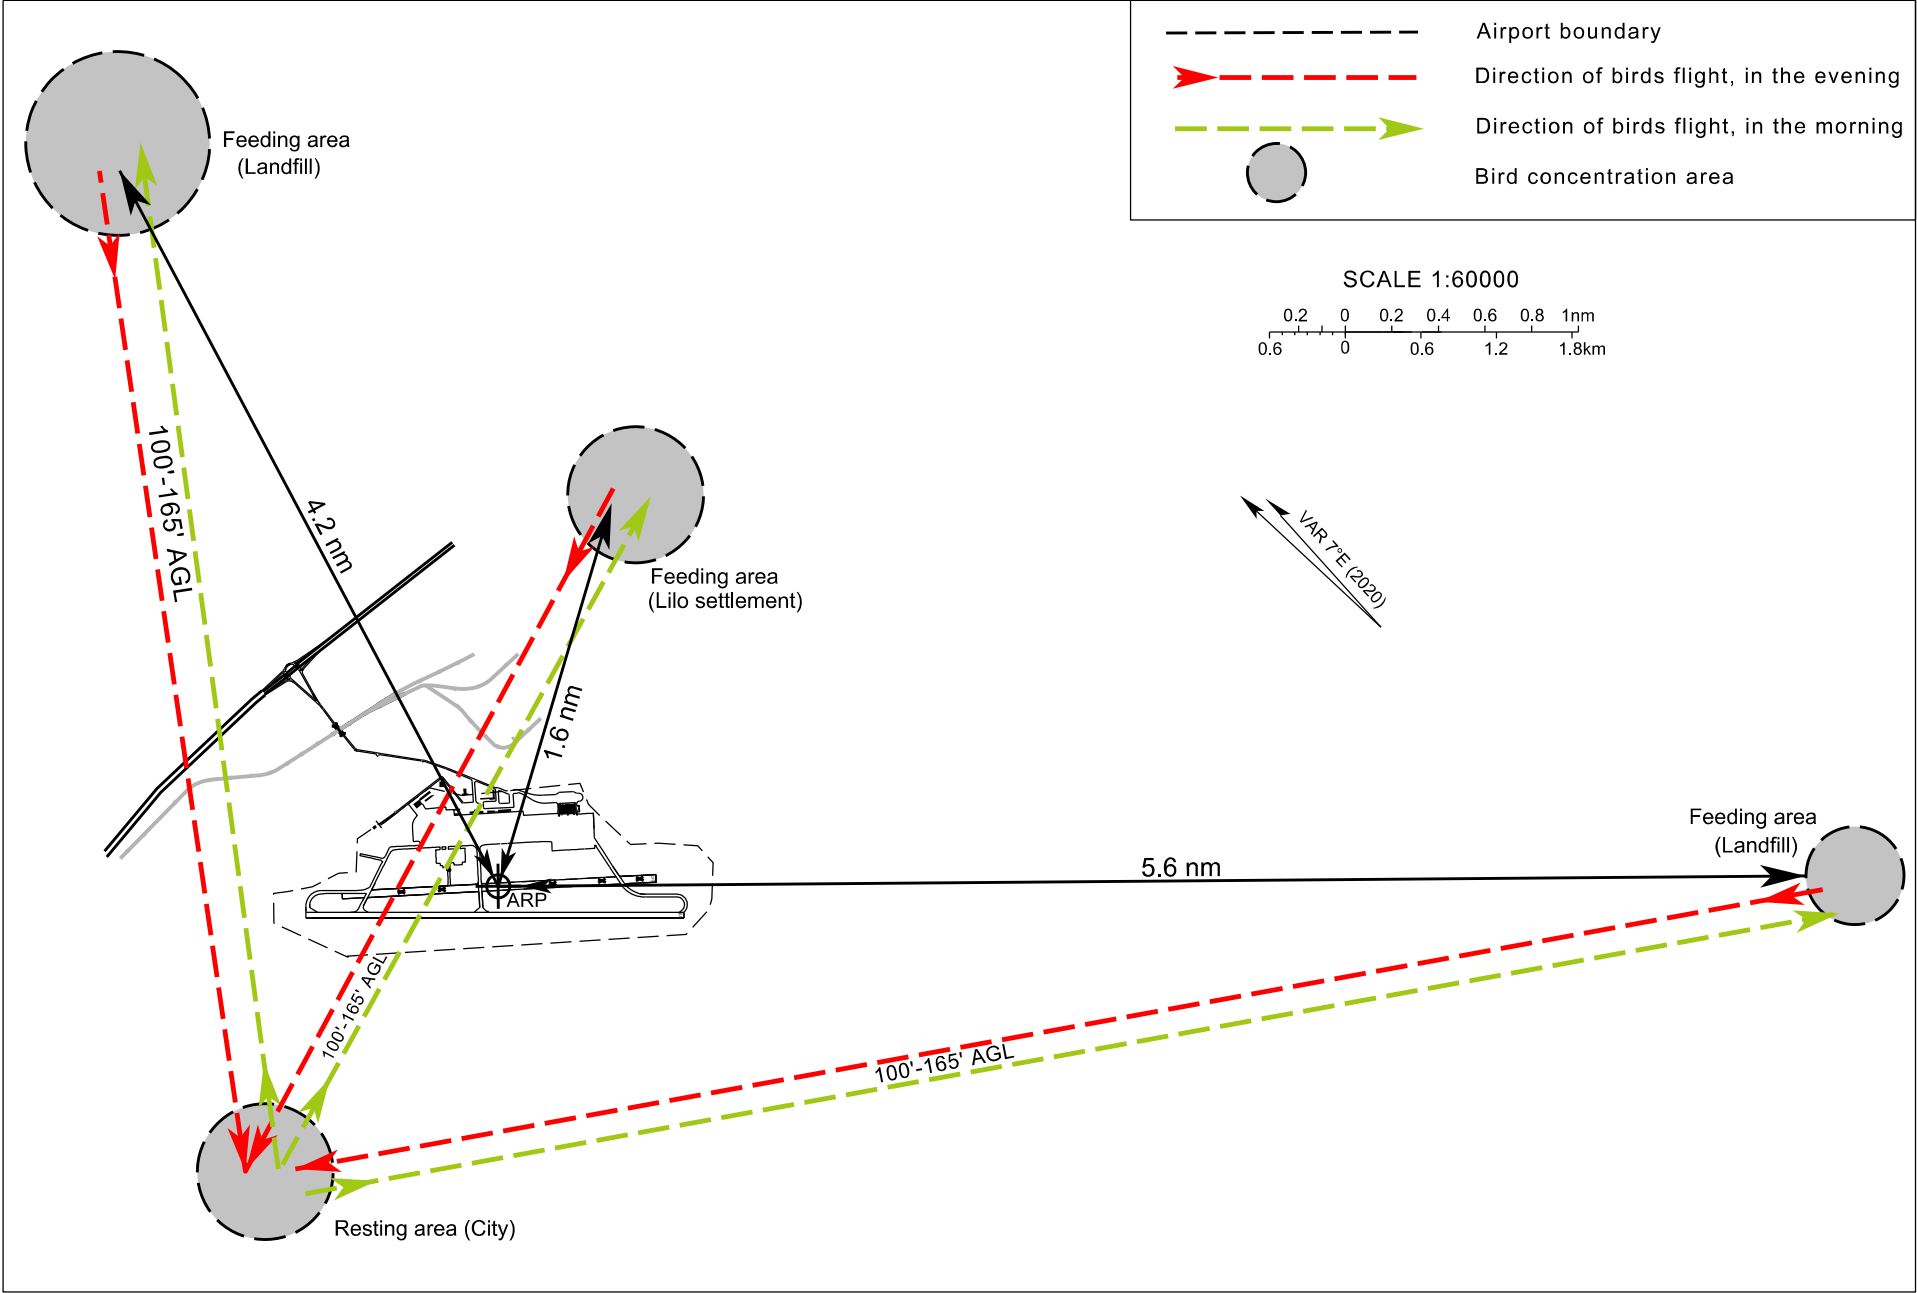 Airport boundary
Direction of birds flight, in the evening
Direction of birds flight, in the morning
Bird concentration area
Feeding area
(Landfill)
SCALE 1:60000
0.2 0 0.2 0.4 0.6 0.8 1nm
0.6 0 0.6 1.2 1.8km
100'-165' AGL
4.2 nm
VAR 7°E (2020)
Feeding area
(Lilo settlement)
1.6 nm
Feeding area
(Landfill)
5.6 nm
ARP
100'-165' AGL
100'-165' AGL
Resting area (City)